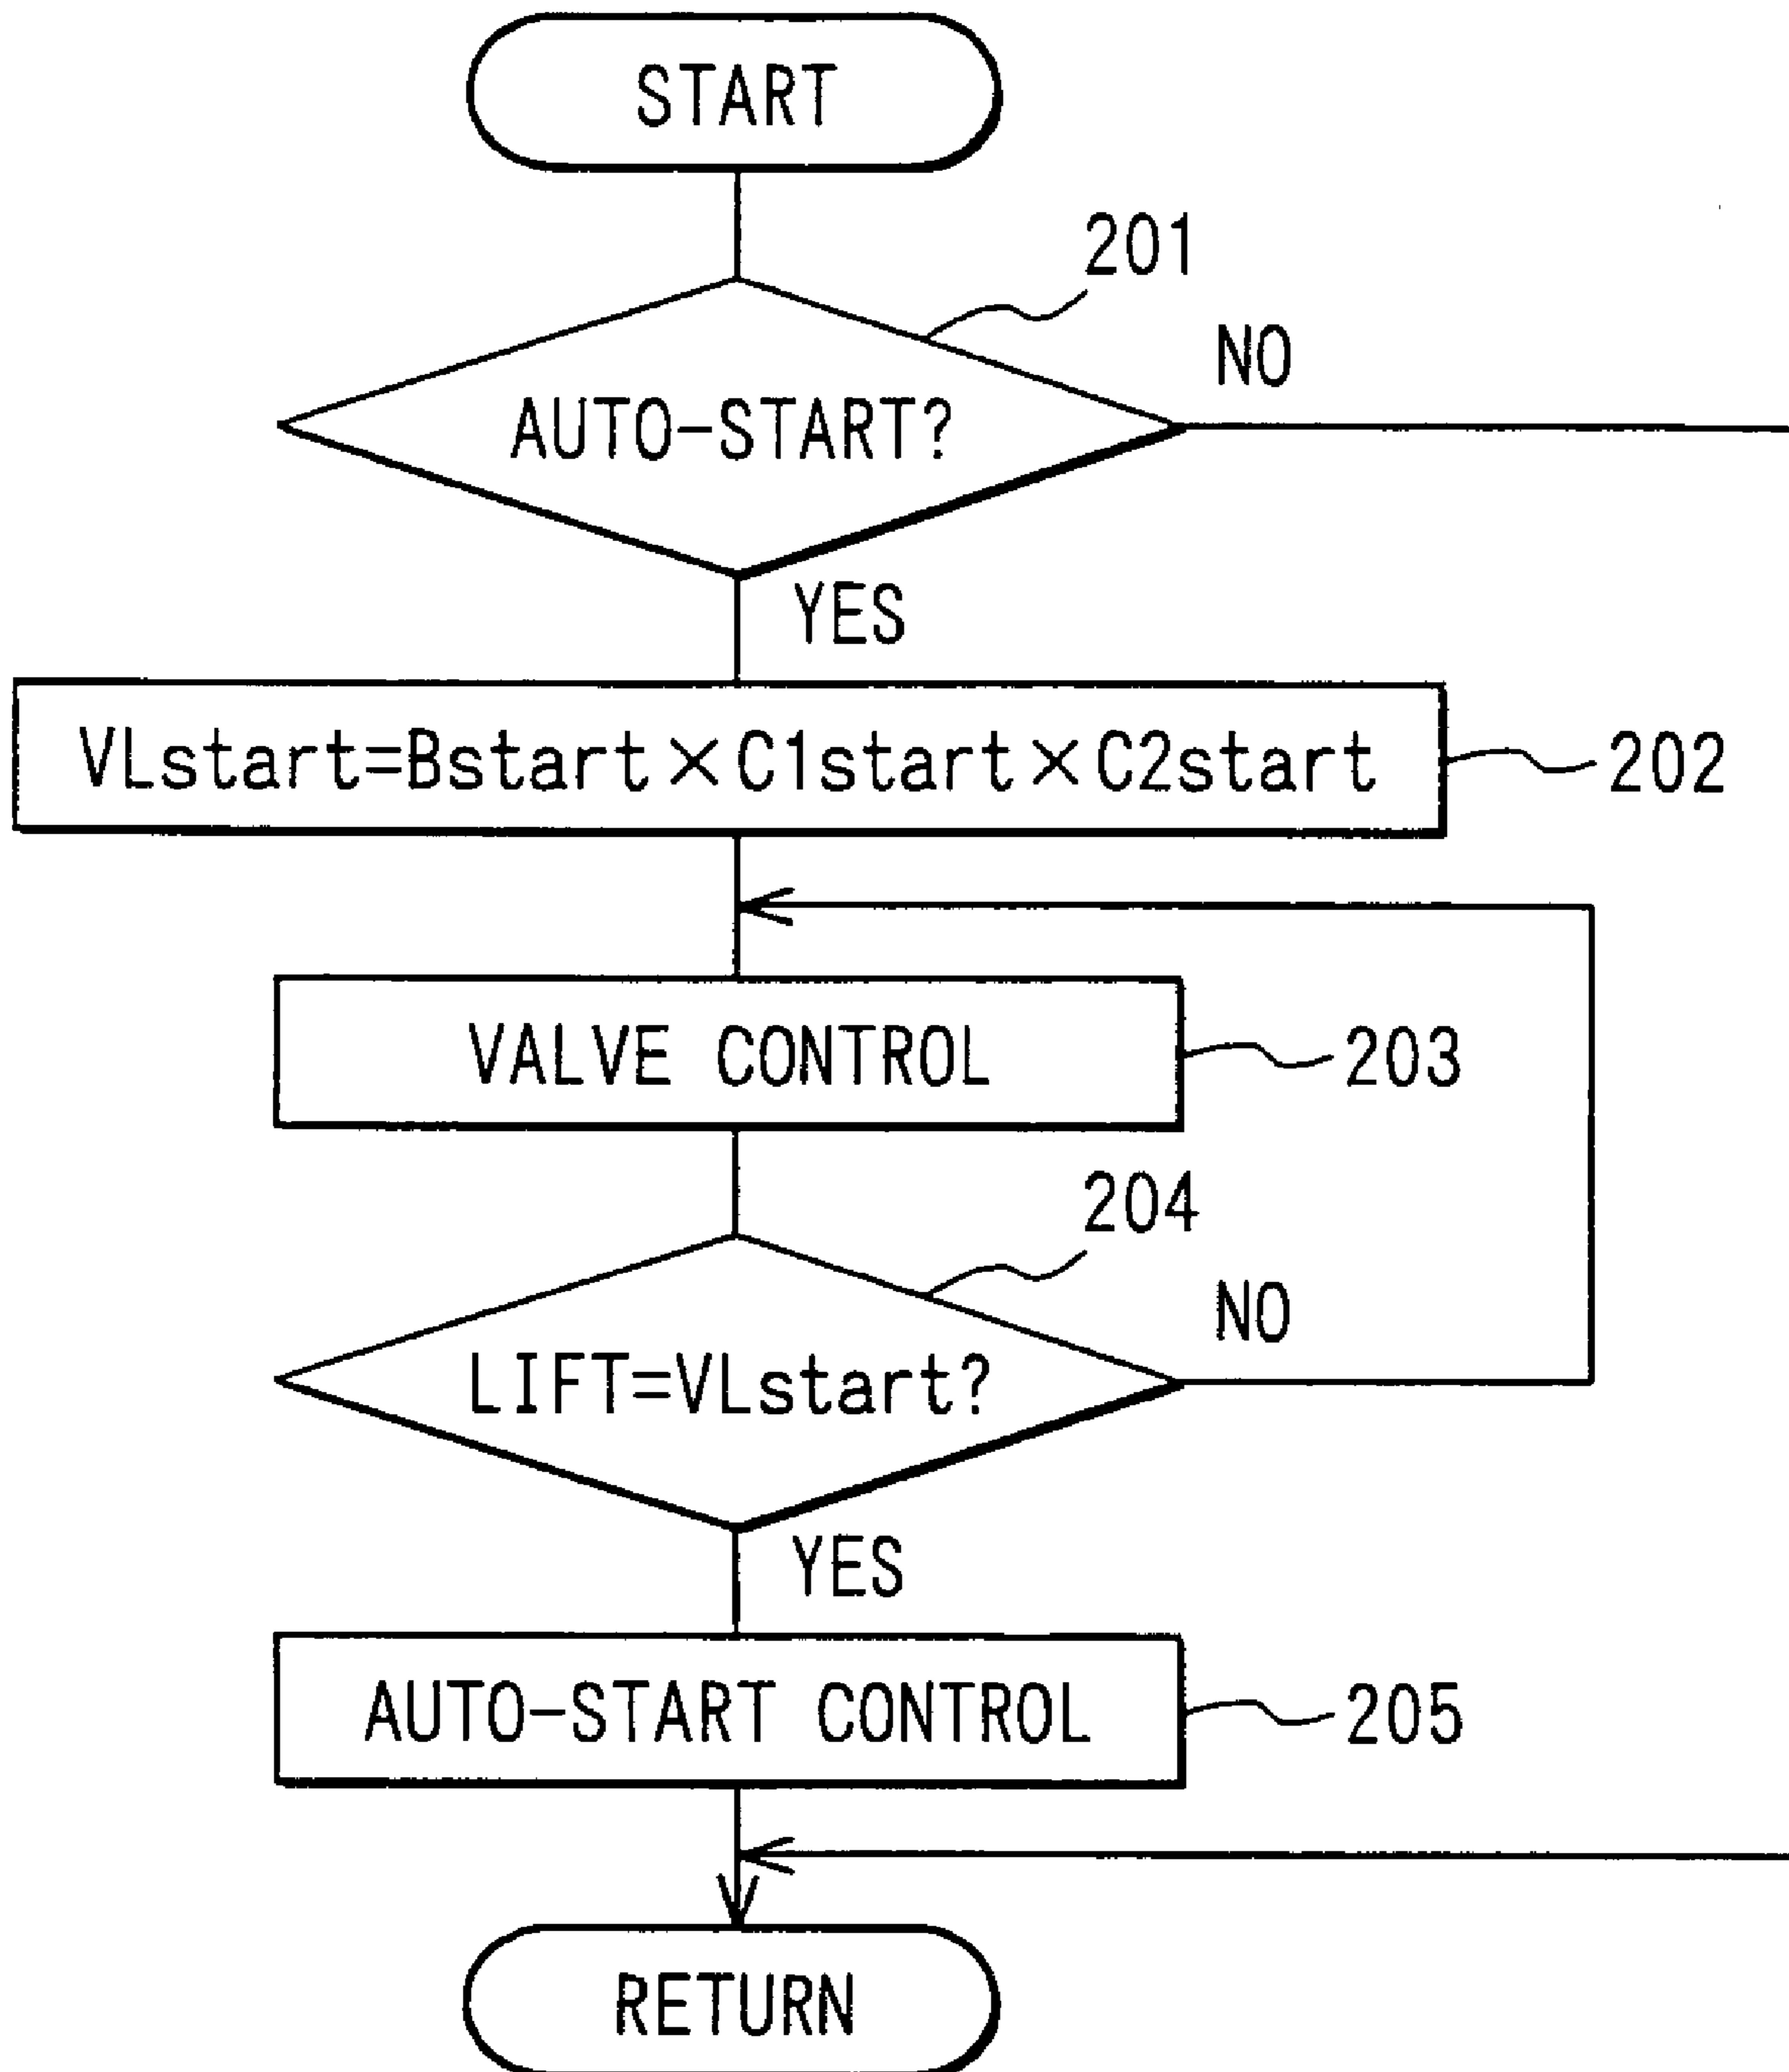 START
201
NO
AUTO-START?
YES
VLstart=Bstart×C1start×C2start
202
VALVE CONTROL
203
204
NO
LIFT=VLstart?
YES
AUTO-START CONTROL
205
RETURN